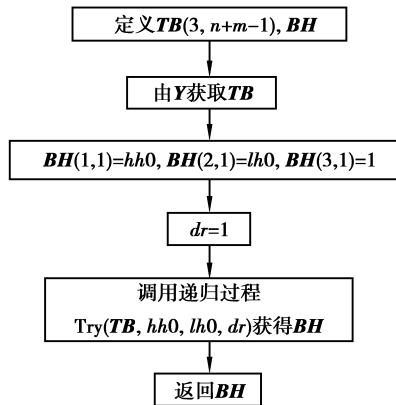 定义TB(3, n+m−1), BH
由Y获取TB
BH(1,1)=hh0, BH(2,1)=lh0, BH(3,1)=1
dr=1
调用递归过程
Try(TB, hh0, lh0, dr)获得BH
返回BH